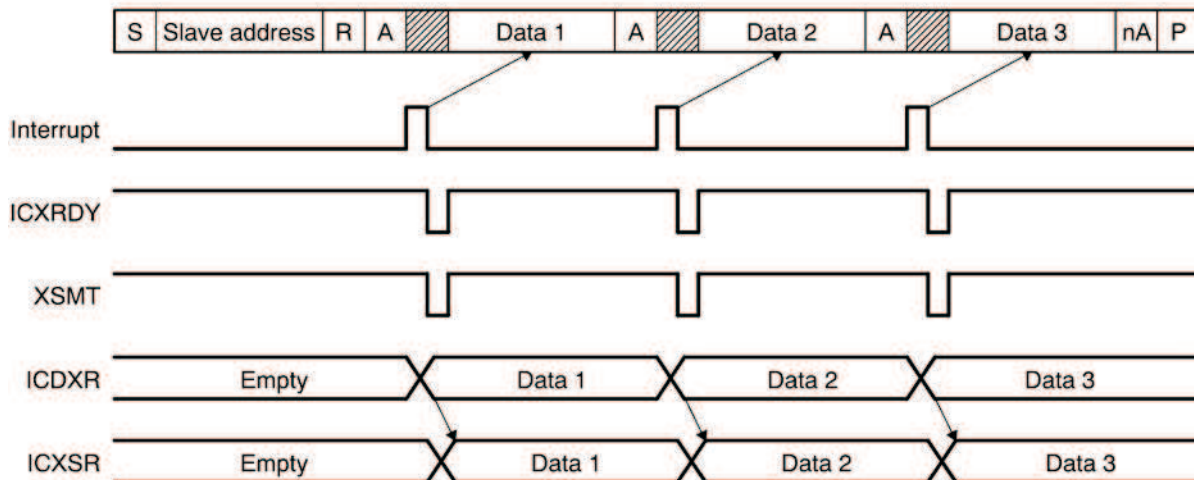 S Slave address R A Data 1 A Data 2 A Data 3 nA P
Interrupt
ICXRDY
XSMT
ICDXR Empty Data 1 Data 2 Data 3
ICXSR Empty Data 1 Data 2 Data 3